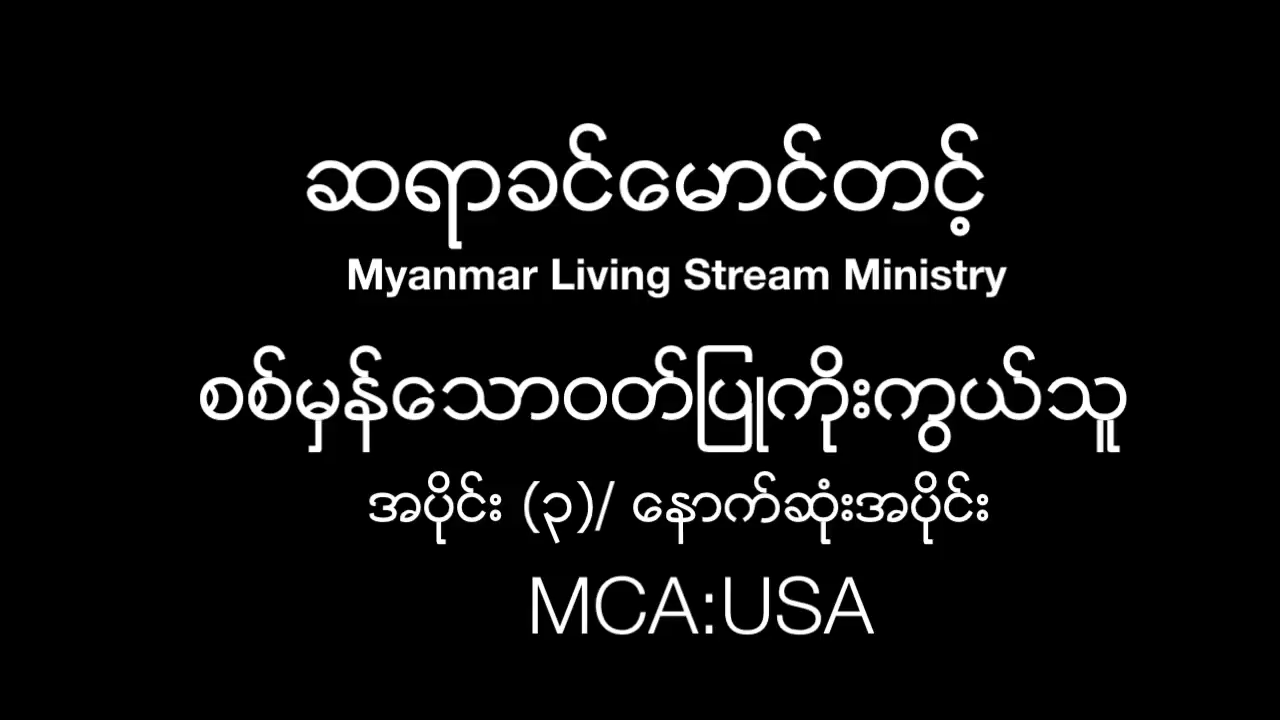 ဆရာခင်မောင်တင့်
Myanmar Living Stream Ministry
စစ်မှန်သောဝတ်ပြုကိုးကွယ်သူ
အပိုင်း (၃)/ နောက်ဆုံးအပိုင်း
MCA:USA